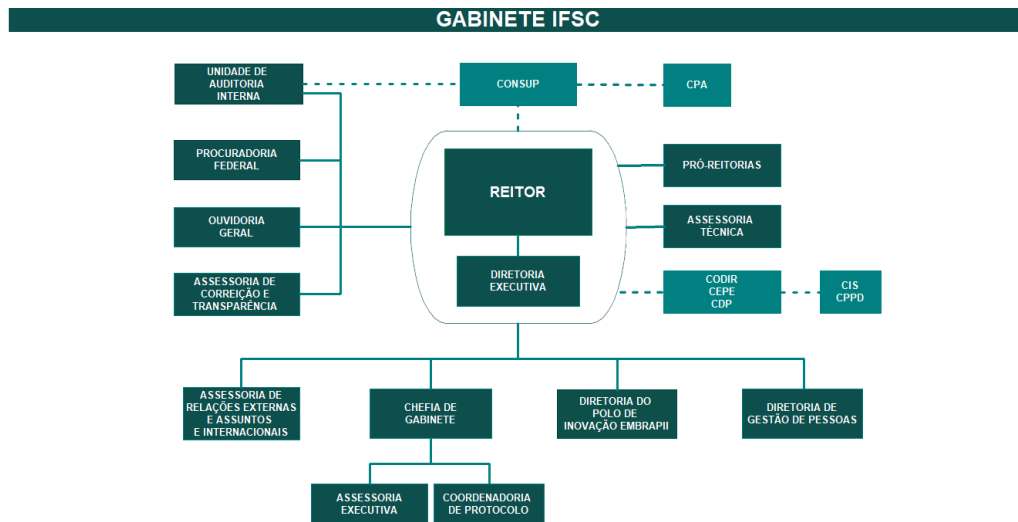 GABINETE IFSC
UNIDADE DE
AUDITORIA
INTERNA
CONSUP
CPA
PROCURADORIA
FEDERAL
REITOR
PRÓ-REITORIAS
OUVIDORIA
GERAL
ASSESSORIA
TÉCNICA
ASSESSORIA DE
CORREIÇÃO E
TRANSPARÊNCIA
DIRETORIA
EXECUTIVA
CODIR
CEPE
CDP
CIS
CPPD
ASSESSORIA DE
RELAÇÕES EXTERNAS
E ASSUNTOS
E INTERNACIONAIS
CHEFIA DE
GABINETE
DIRETORIA DO
POLO DE
INOVAÇÃO EMBRAPII
DIRETORIA DE
GESTÃO DE PESSOAS
ASSESSORIA
EXECUTIVA
COORDENADORIA
DE PROTOCOLO